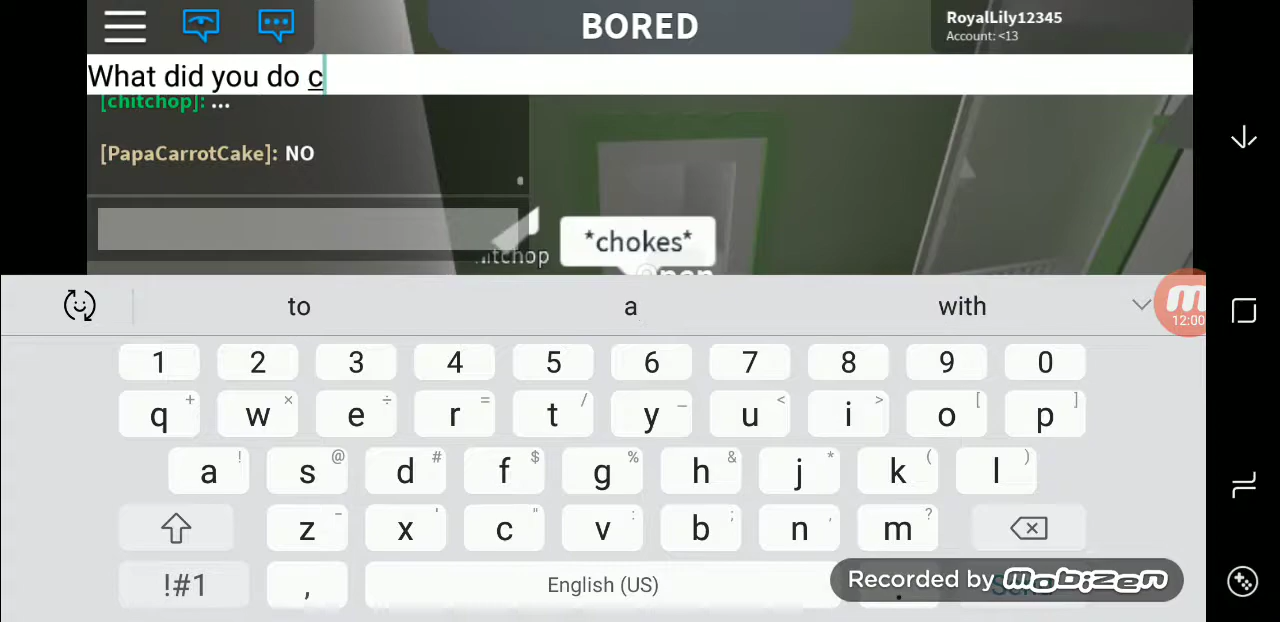 BORED
RoyalLily12345
Account: <13
What did you do c
[chitchop]: ...
[PapaCarrotCake]: NO
*chokes*
to a with
12:00
1 2 3 4 5 6 7 8 9 0
+ × ÷ = / _ < > [ ]
q w e r t y u i o p
! @ # $ % & * ( )
a s d f g h j k l
- ' " : ; , ?
z x c v b n m
!#1 , English (US) .
Recorded by mobizen